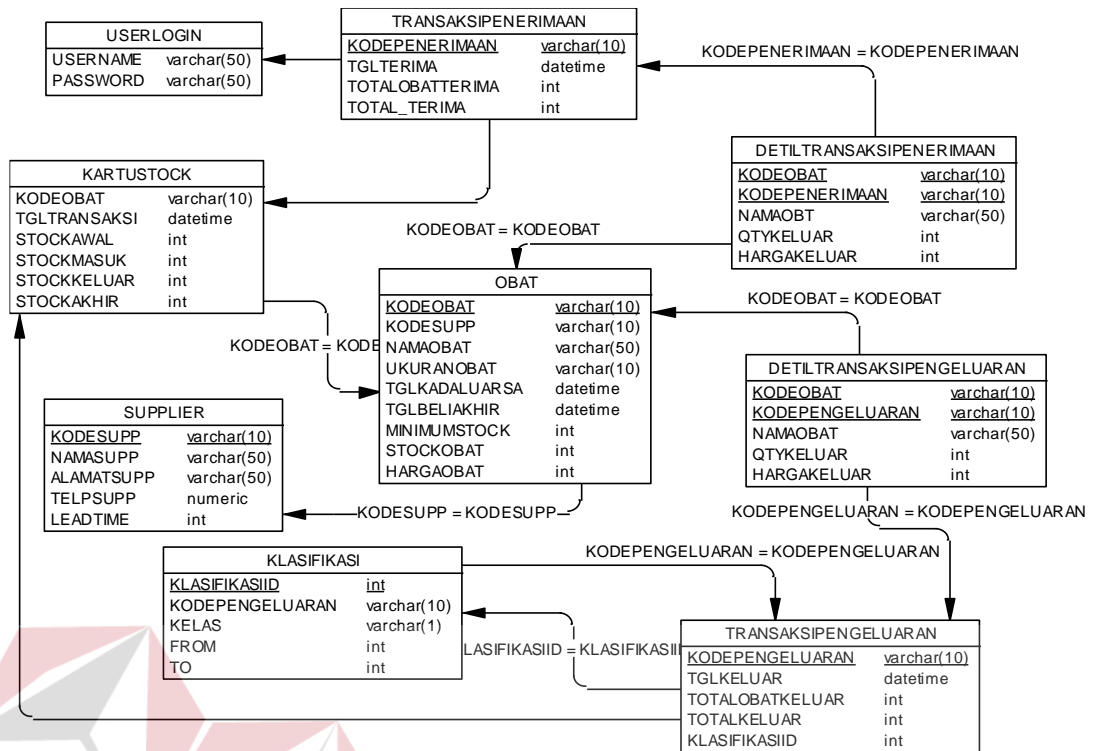 USERLOGIN
USERNAME varchar(50)
PASSWORD varchar(50)
TRANSAKSIPENERIMAAN
KODEPENERIMAAN varchar(10)
TGLTERIMA datetime
TOTALOBATTERIMA int
TOTAL_TERIMA int
KODEPENERIMAAN = KODEPENERIMAAN
DETILTRANSAKSIPENERIMAAN
KODEOBAT varchar(10)
KODEPENERIMAAN varchar(10)
NAMAOBT varchar(50)
QTYKELUAR int
HARGAKELUAR int
KARTUSTOCK
KODEOBAT varchar(10)
TGLTRANSAKSI datetime
STOCKAWAL int
STOCKMASUK int
STOCKKELUAR int
STOCKAKHIR int
KODEOBAT = KODEOBAT
OBAT
KODEOBAT varchar(10)
KODESUPP varchar(10)
NAMAOBAT varchar(50)
UKURANOBAT varchar(10)
TGLKADALUARSA datetime
TGLBELIAKHIR datetime
MINIMUMSTOCK int
STOCKOBAT int
HARGAOBAT int
KODEOBAT = KODE
KODEOBAT = KODEOBAT
DETILTRANSAKSIPENGELUARAN
KODEOBAT varchar(10)
KODEPENGELUARAN varchar(10)
NAMAOBAT varchar(50)
QTYKELUAR int
HARGAKELUAR int
SUPPLIER
KODESUPP varchar(10)
NAMASUPP varchar(50)
ALAMATSUPP varchar(50)
TELPSUPP numeric
LEADTIME int
KODESUPP = KODESUPP
KODEPENGELUARAN = KODEPENGELUARAN
KODEPENGELUARAN = KODEPENGELUARAN
KLASIFIKASI
KLASIFIKASIID int
KODEPENGELUARAN varchar(10)
KELAS varchar(1)
FROM int
TO int
LASIFIKASIID = KLASIFIKASII
TRANSAKSIPENGELUARAN
KODEPENGELUARAN varchar(10)
TGLKELUAR datetime
TOTALOBATKELUAR int
TOTALKELUAR int
KLASIFIKASIID int